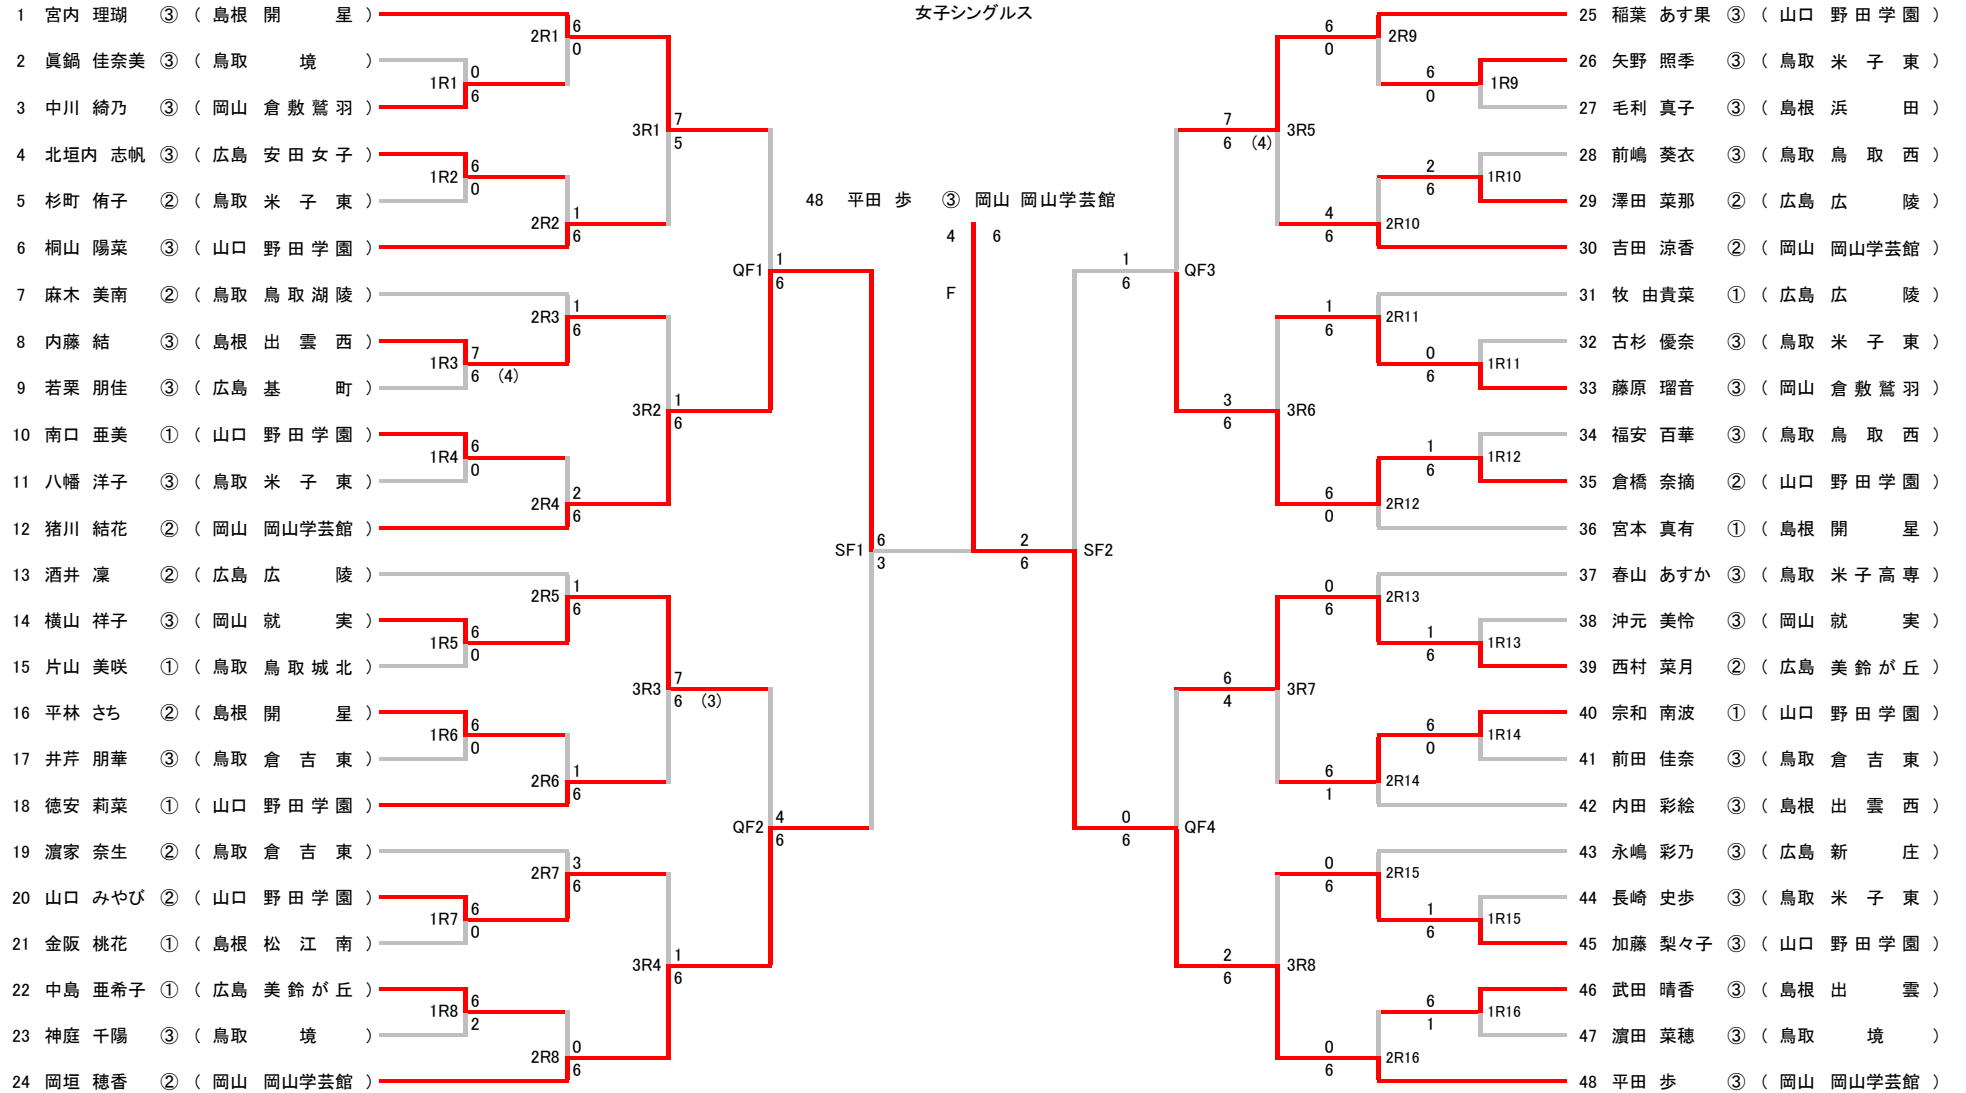 女子シングルス
1 宮内 理瑚 ③ ( 島根 開 星 )
2 眞鍋 佳奈美 ③ ( 鳥取 境 )
3 中川 綺乃 ③ ( 岡山 倉敷鷲羽 )
4 北垣内 志帆 ③ ( 広島 安田女子 )
5 杉町 侑子 ② ( 鳥取 米子東 )
6 桐山 陽菜 ③ ( 山口 野田学園 )
7 麻木 美南 ② ( 鳥取 鳥取湖陵 )
8 内藤 結 ③ ( 島根 出雲西 )
9 若栗 朋佳 ③ ( 広島 基 町 )
10 南口 亜美 ① ( 山口 野田学園 )
11 八幡 洋子 ③ ( 鳥取 米子東 )
12 猪川 結花 ② ( 岡山 岡山学芸館 )
13 酒井 凜 ② ( 広島 広 陵 )
14 横山 祥子 ③ ( 岡山 就 実 )
15 片山 美咲 ① ( 鳥取 鳥取城北 )
16 平林 さち ② ( 島根 開 星 )
17 井芹 朋華 ③ ( 鳥取 倉吉東 )
18 徳安 莉菜 ① ( 山口 野田学園 )
19 濵家 奈生 ② ( 鳥取 倉吉東 )
20 山口 みやび ② ( 山口 野田学園 )
21 金阪 桃花 ① ( 島根 松江南 )
22 中島 亜希子 ① ( 広島 美鈴が丘 )
23 神庭 千陽 ③ ( 鳥取 境 )
24 岡垣 穂香 ② ( 岡山 岡山学芸館 )
1R1 0 6
1R2 6 0
1R3 7 6 (4)
1R4 6 0
1R5 6 0
1R6 6 0
1R7 6 0
1R8 6 2
2R1 6 0
2R2 1 6
2R3 1 6
2R4 2 6
2R5 1 6
2R6 1 6
2R7 3 6
2R8 0 6
3R1 7 5
3R2 1 6
3R3 7 6 (3)
3R4 1 6
QF1 1 6
QF2 4 6
SF1 6 3
48 平田 歩 ③ 岡山 岡山学芸館
4 6
F
2 6 SF2
1 6 QF3
0 6 QF4
7 6 (4) 3R5
3 6 3R6
6 4 3R7
2 6 3R8
6 0 2R9
4 6 2R10
1 6 2R11
6 0 2R12
0 6 2R13
6 1 2R14
0 6 2R15
0 6 2R16
6 0 1R9
2 6 1R10
0 6 1R11
1 6 1R12
1 6 1R13
6 0 1R14
1 6 1R15
6 1 1R16
25 稲葉 あす果 ③ ( 山口 野田学園 )
26 矢野 照季 ③ ( 鳥取 米子東 )
27 毛利 真子 ③ ( 島根 浜 田 )
28 前嶋 葵衣 ③ ( 鳥取 鳥取西 )
29 澤田 菜那 ② ( 広島 広 陵 )
30 吉田 涼香 ② ( 岡山 岡山学芸館 )
31 牧 由貴菜 ① ( 広島 広 陵 )
32 古杉 優奈 ③ ( 鳥取 米子東 )
33 藤原 瑠音 ③ ( 岡山 倉敷鷲羽 )
34 福安 百華 ③ ( 鳥取 鳥取西 )
35 倉橋 奈摘 ② ( 山口 野田学園 )
36 宮本 真有 ① ( 島根 開 星 )
37 春山 あすか ③ ( 鳥取 米子高専 )
38 沖元 美怜 ③ ( 岡山 就 実 )
39 西村 菜月 ② ( 広島 美鈴が丘 )
40 宗和 南波 ① ( 山口 野田学園 )
41 前田 佳奈 ③ ( 鳥取 倉吉東 )
42 内田 彩絵 ③ ( 島根 出雲西 )
43 永嶋 彩乃 ③ ( 広島 新 庄 )
44 長崎 史歩 ③ ( 鳥取 米子東 )
45 加藤 梨々子 ③ ( 山口 野田学園 )
46 武田 晴香 ③ ( 島根 出 雲 )
47 濵田 菜穂 ③ ( 鳥取 境 )
48 平田 歩 ③ ( 岡山 岡山学芸館 )